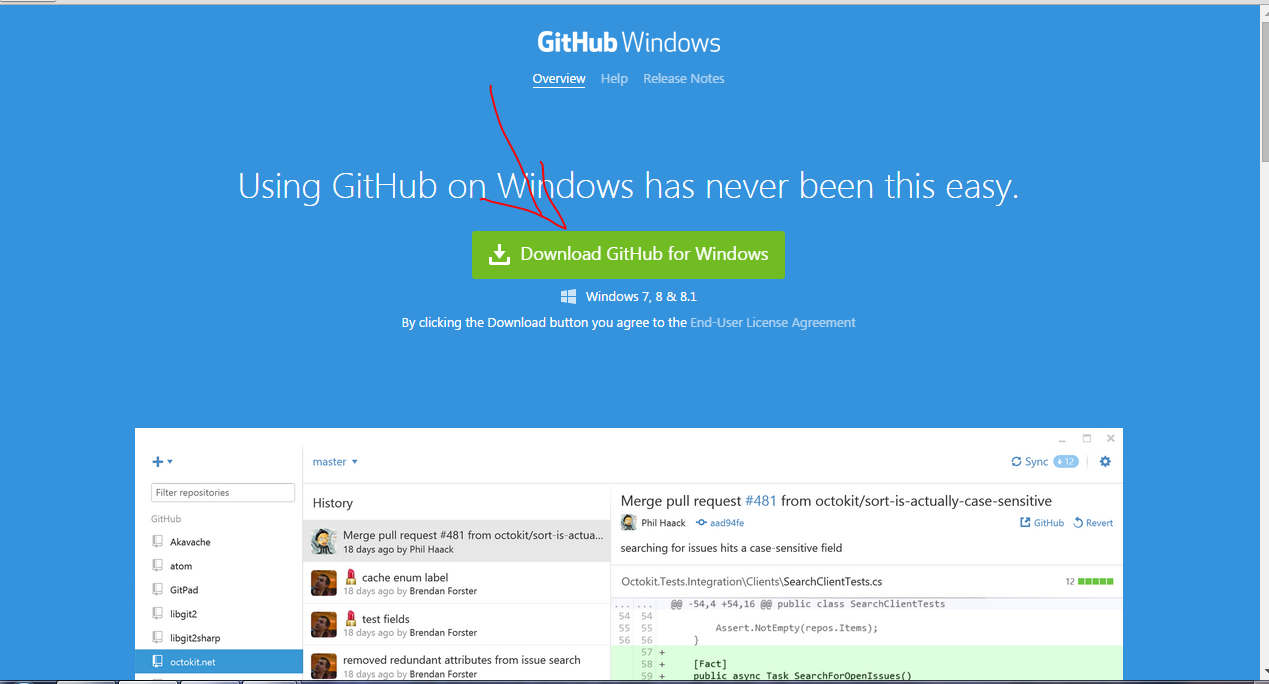 GitHub Windows
Overview Help Release Notes
Using GitHub on Windows has never been this easy.
Download GitHub for Windows
Windows 7, 8 & 8.1
By clicking the Download button you agree to the End-User License Agreement
master
Sync 12
Filter repositories
GitHub
Akavache
atom
GitPad
libgit2
libgit2sharp
octokit.net
History
Merge pull request #481 from octokit/sort-is-actua...
18 days ago by Phil Haack
cache enum label
18 days ago by Brendan Forster
test fields
18 days ago by Brendan Forster
removed redundant attributes from issue search
18 days ago by Brendan Forster
Merge pull request #481 from octokit/sort-is-actually-case-sensitive
Phil Haack aad94fe GitHub Revert
searching for issues hits a case-sensitive field
Octokit.Tests.Integration\Clients\SearchClientTests.cs 12
... ... @@ -54,4 +54,16 @@ public class SearchClientTests
54 54
55 55 Assert.NotEmpty(repos.Items);
56 56 }
57 +
58 + [Fact]
59 + public async Task SearchForOpenIssues()